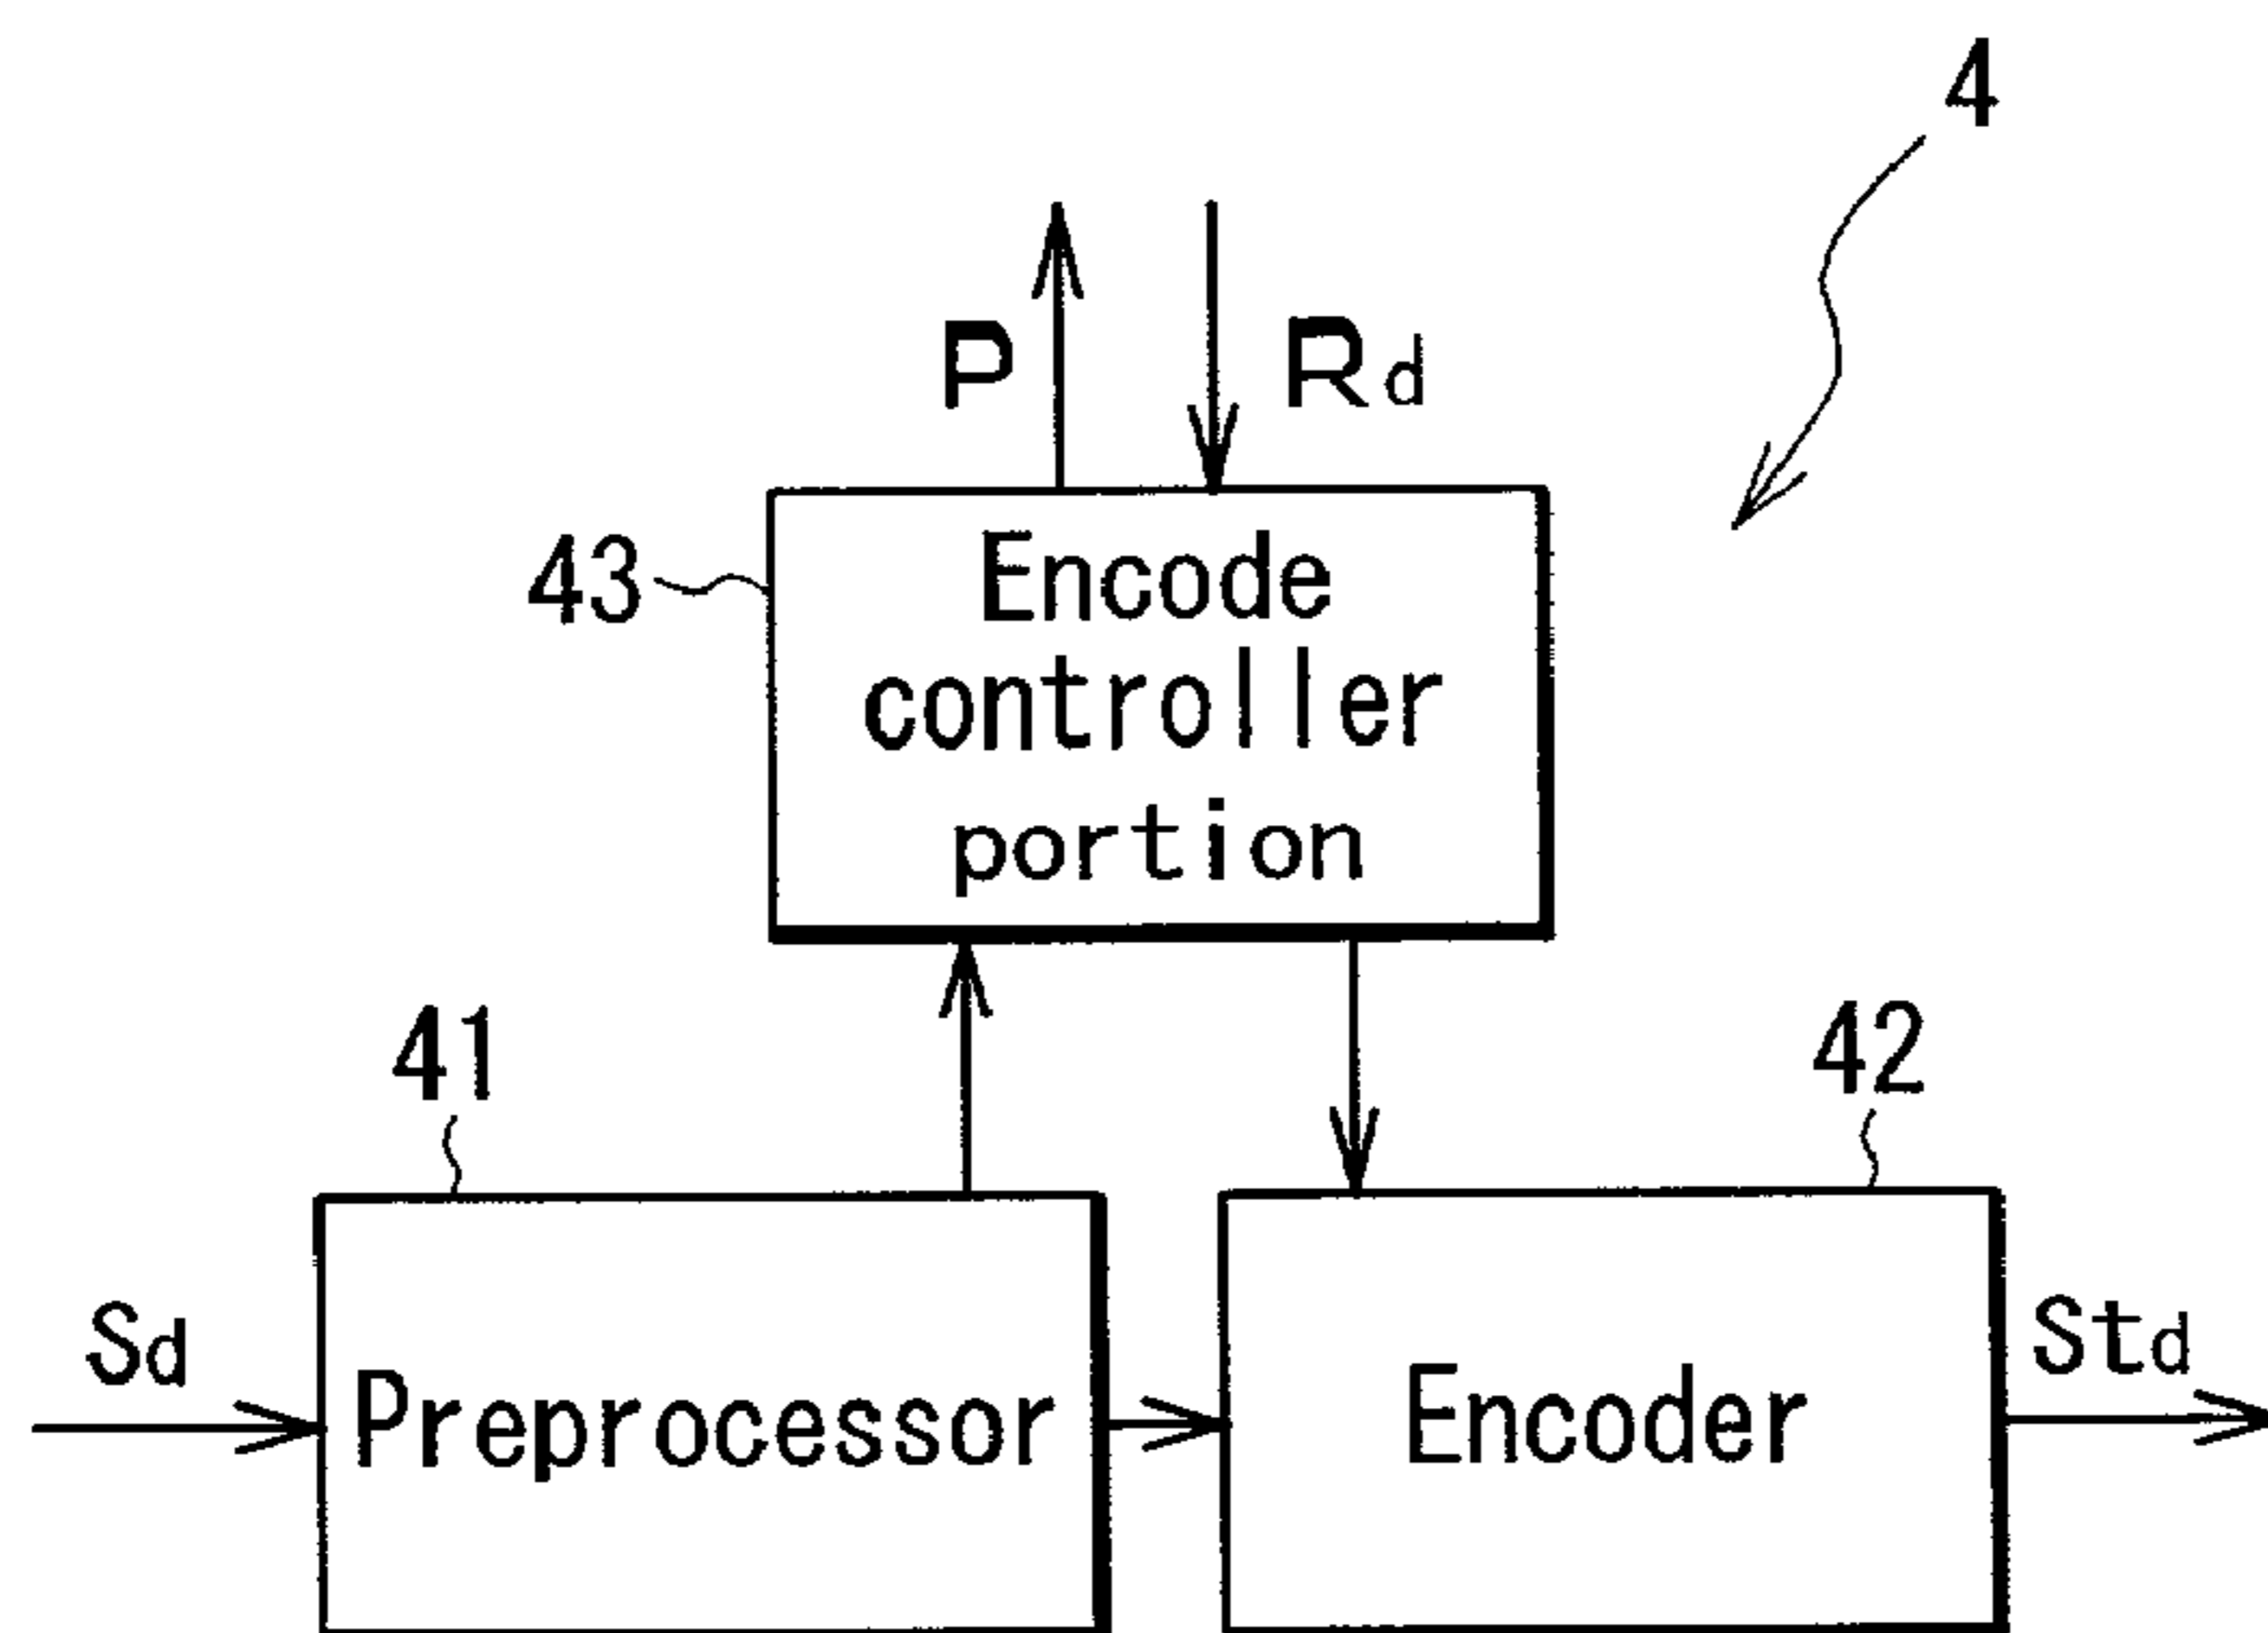 4
P
Rd
43
Encode
controller
portion
41
42
Sd
Std
Preprocessor
Encoder